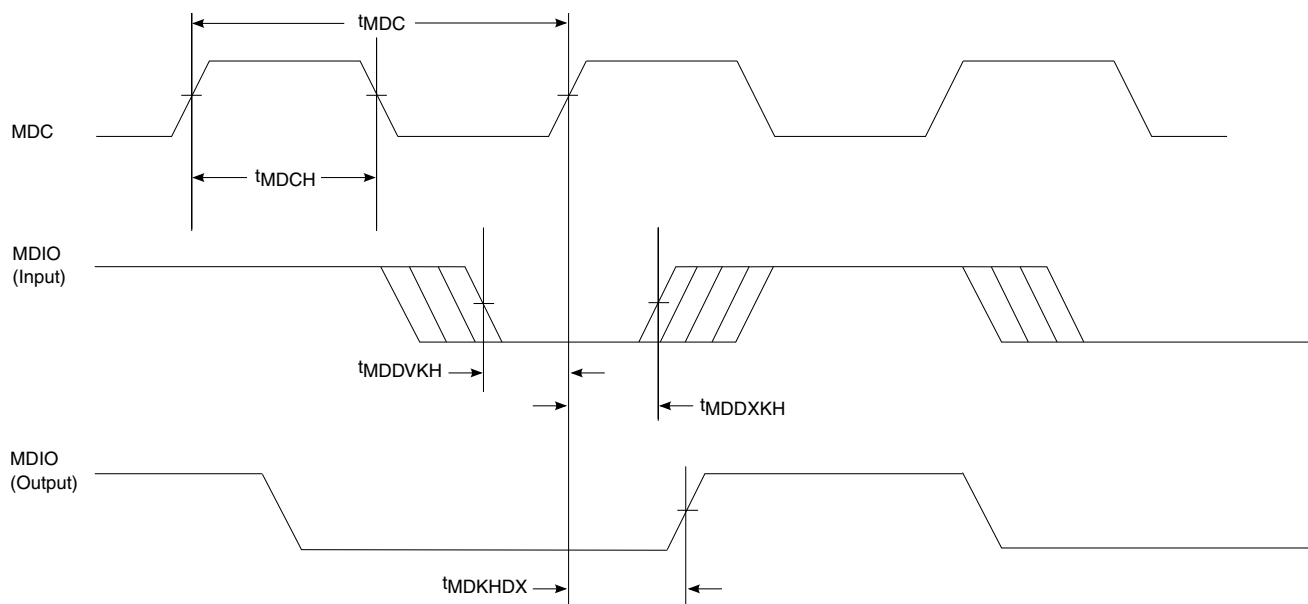 tMDC
MDC
tMDCH
MDIO
(Input)
tMDDVKH
tMDDXKH
MDIO
(Output)
tMDKHDX